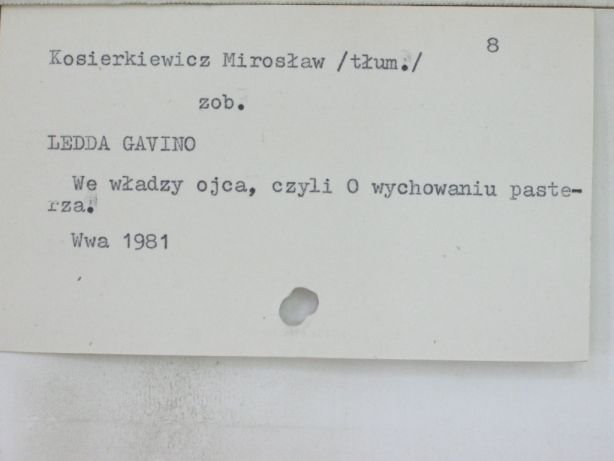 8
Kosierkiewicz Mirosław /tłum./
zob.
LEDDA GAVINO
We władzy ojca, czyli O wychowaniu paste-
rza.
Wwa 1981